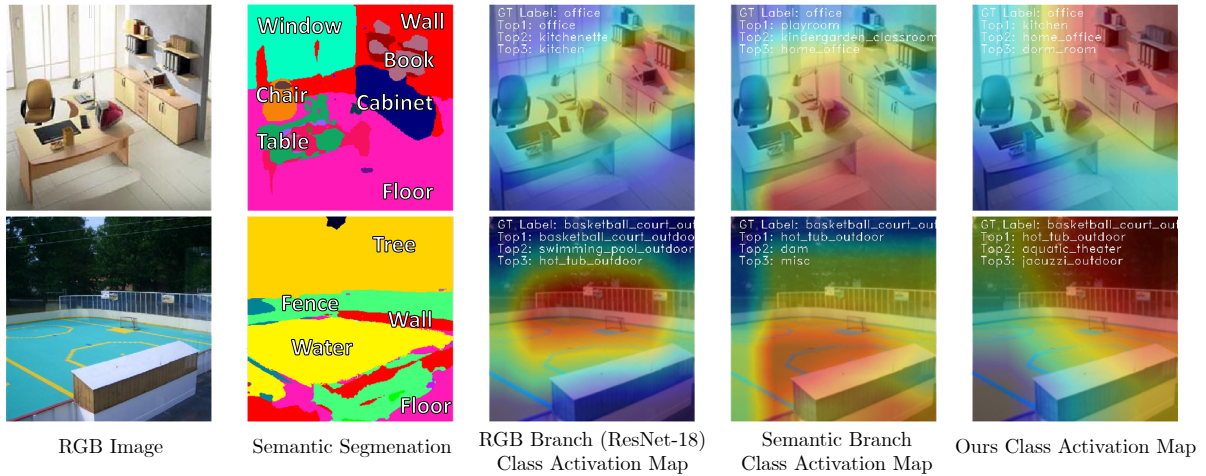 Window
Wall
Book
Chair
Cabinet
Table
Floor
GT Label: office
Top1: office
Top2: kitchenette
Top3: kitchen
GT Label: office
Top1: playroom
Top2: kindergarden_classroom
Top3: home_office
GT Label: office
Top1: kitchen
Top2: home_office
Top3: dorm_room
Tree
Fence
Wall
Water
Floor
GT Label: basketball_court_out
Top1: basketball_court_outdoo
Top2: swimming_pool_outdoor
Top3: hot_tub_outdoor
GT Label: basketball_court_out
Top1: hot_tub_outdoor
Top2: dam
Top3: misc
GT Label: basketball_court_out
Top1: hot_tub_outdoor
Top2: aquatic_theater
Top3: jacuzzi_outdoor
RGB Image
Semantic Segmenation
RGB Branch (ResNet-18)
Class Activation Map
Semantic Branch
Class Activation Map
Ours Class Activation Map